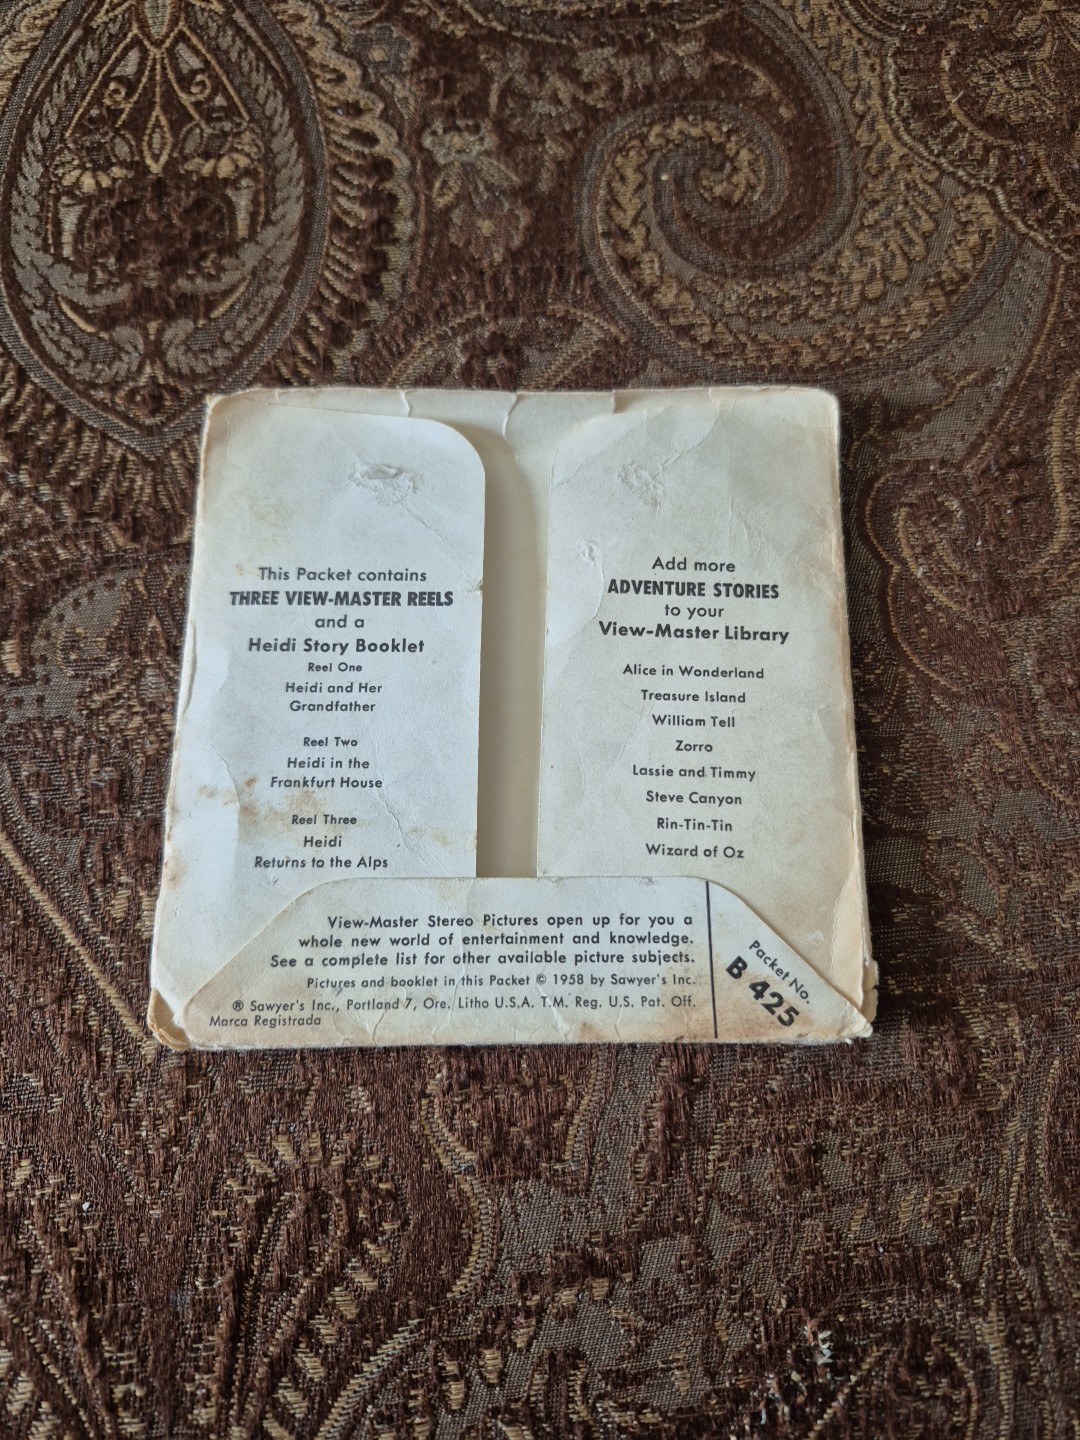 This Packet contains
THREE VIEW-MASTER REELS
and a
Heidi Story Booklet
Reel One
Heidi and Her
Grandfather
Reel Two
Heidi in the
Frankfurt House
Reel Three
Heidi
Returns to the Alps
Add more
ADVENTURE STORIES
to your
View-Master Library
Alice in Wonderland
Treasure Island
William Tell
Zorro
Lassie and Timmy
Steve Canyon
Rin-Tin-Tin
Wizard of Oz
View-Master Stereo Pictures open up for you a
whole new world of entertainment and knowledge.
See a complete list for other available picture subjects.
Pictures and booklet in this Packet © 1958 by Sawyer's Inc.
® Sawyer's Inc., Portland 7, Ore. Litho U.S.A. T.M. Reg. U.S. Pat. Off.
Marca Registrada
Packet No.
B 425